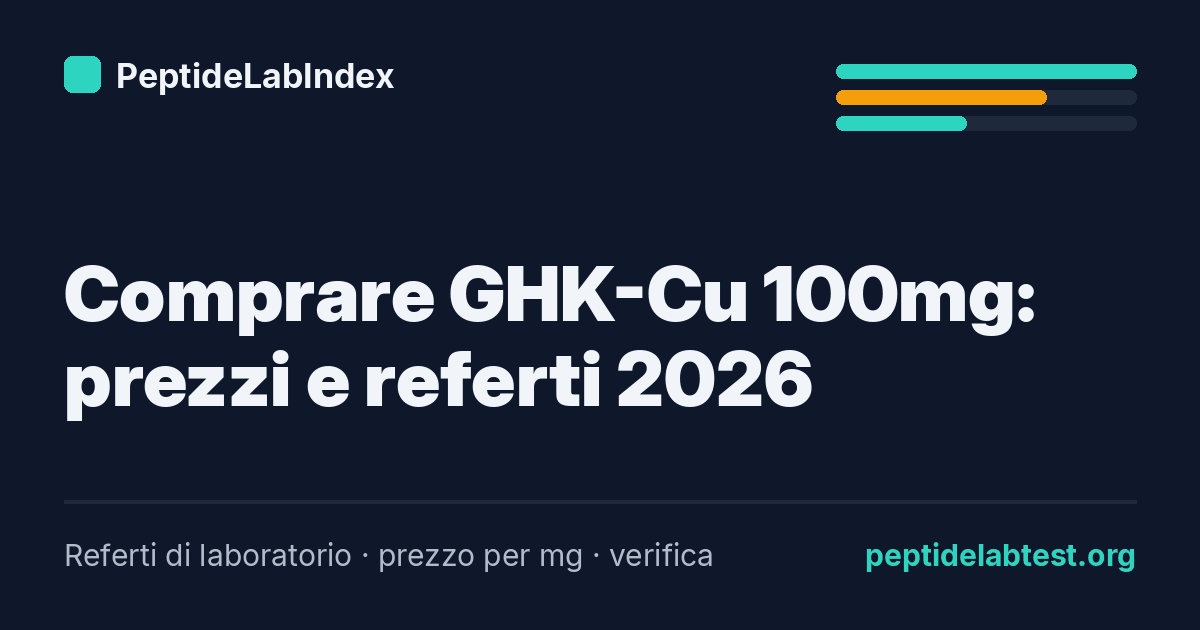 PeptideLabIndex
Comprare GHK-Cu 100mg:
prezzi e referti 2026
Referti di laboratorio · prezzo per mg · verifica
peptidelabtest.org